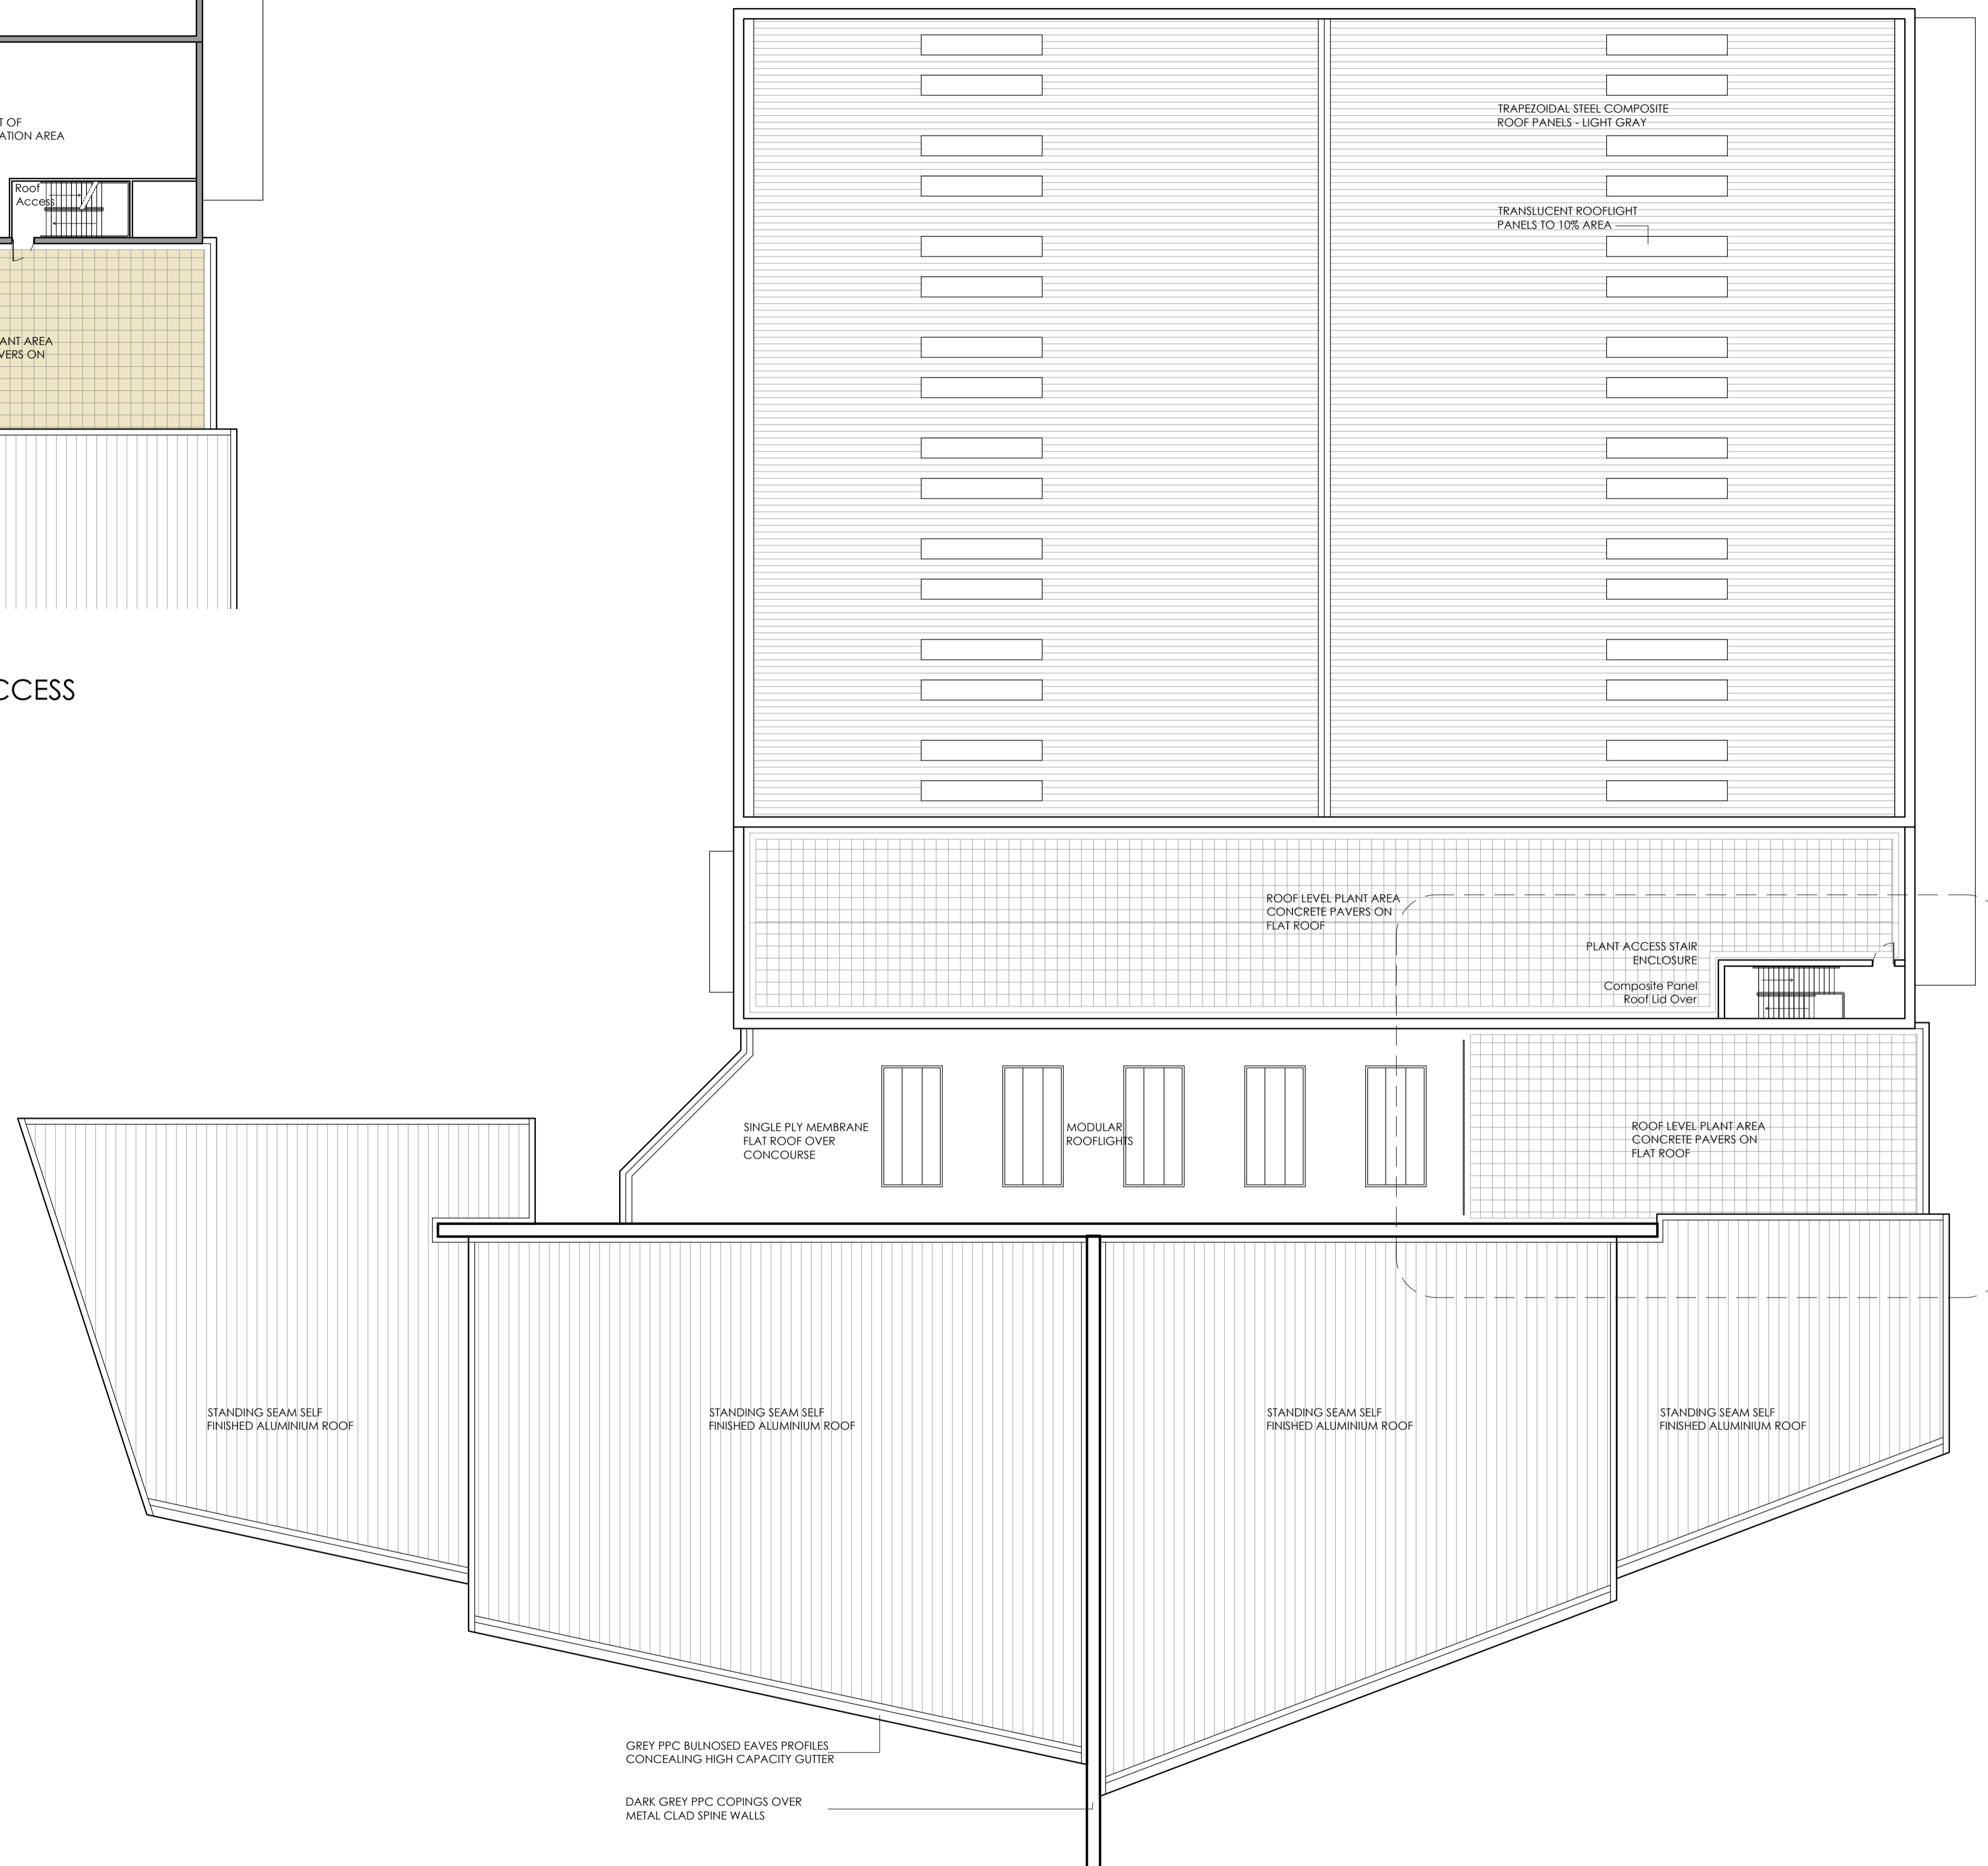 T OF
ATION AREA
Roof
Access
ANT AREA
VERS ON
CCESS
TRAPEZOIDAL STEEL COMPOSITE
ROOF PANELS - LIGHT GRAY
TRANSLUCENT ROOFLIGHT
PANELS TO 10% AREA
ROOF LEVEL PLANT AREA
CONCRETE PAVERS ON
FLAT ROOF
PLANT ACCESS STAIR
ENCLOSURE
Composite Panel
Roof Lid Over
SINGLE PLY MEMBRANE
FLAT ROOF OVER
CONCOURSE
MODULAR
ROOFLIGHTS
ROOF LEVEL PLANT AREA
CONCRETE PAVERS ON
FLAT ROOF
STANDING SEAM SELF
FINISHED ALUMINIUM ROOF
STANDING SEAM SELF
FINISHED ALUMINIUM ROOF
STANDING SEAM SELF
FINISHED ALUMINIUM ROOF
STANDING SEAM SELF
FINISHED ALUMINIUM ROOF
GREY PPC BULNOSED EAVES PROFILES
CONCEALING HIGH CAPACITY GUTTER
DARK GREY PPC COPINGS OVER
METAL CLAD SPINE WALLS